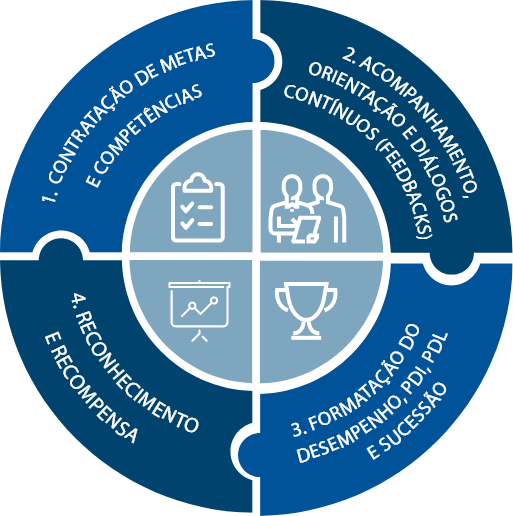 1. CONTRATAÇÃO DE METAS
E COMPETÊNCIAS
2. ACOMPANHAMENTO,
ORIENTAÇÃO E DIÁLOGOS
CONTÍNUOS (FEEDBACKS)
3. FORMATAÇÃO DO
DESEMPENHO, PDI, PDL
E SUCESSÃO
4. RECONHECIMENTO
E RECOMPENSA